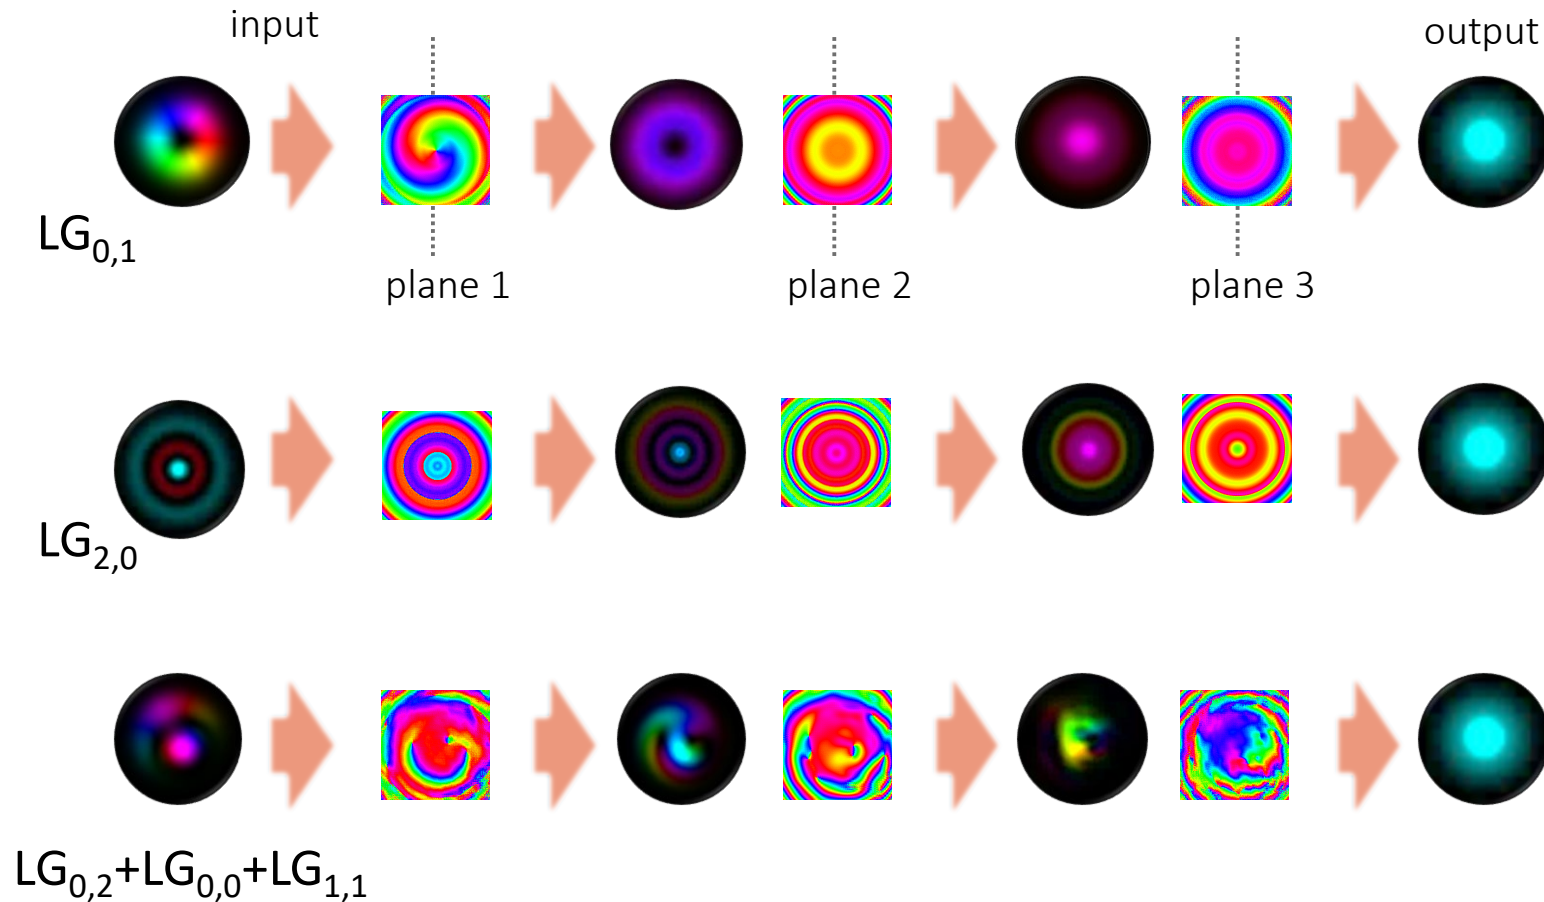 input
output
LG0,1
plane 1
plane 2
plane 3
LG2,0
LG0,2+LG0,0+LG1,1